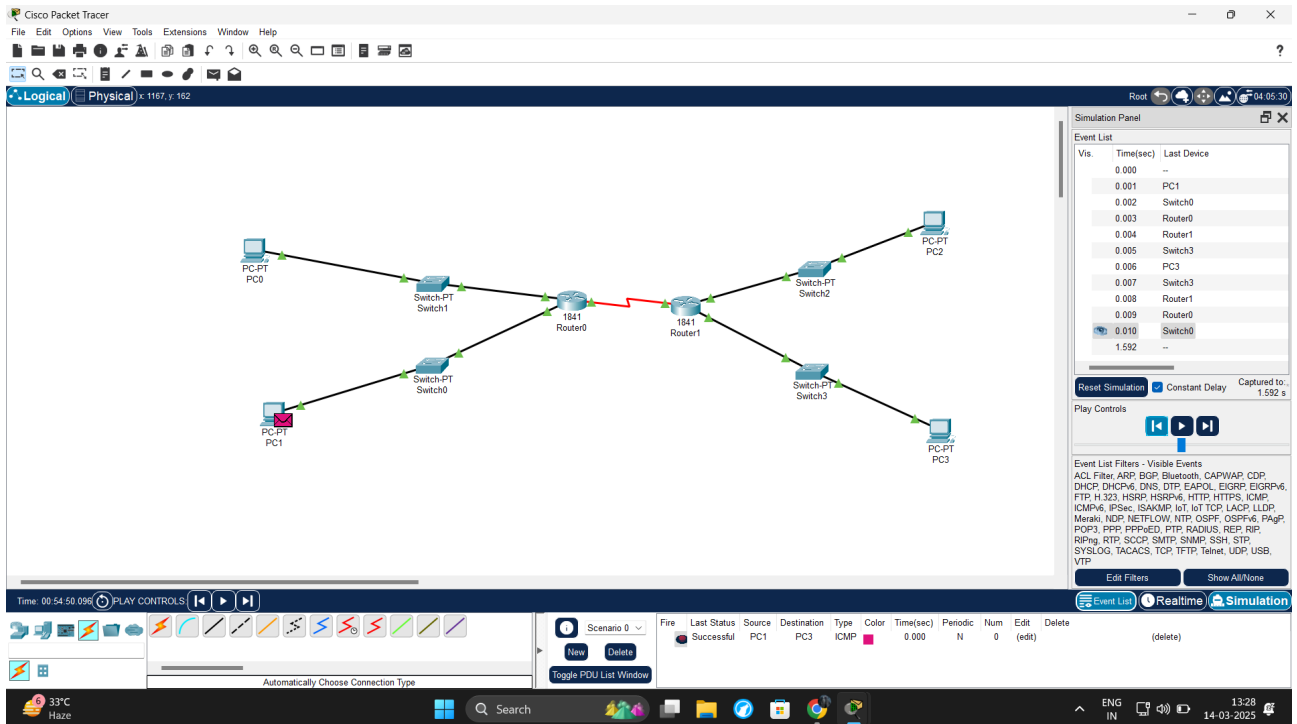 Cisco Packet Tracer
File Edit Options View Tools Extensions Window Help
?
Logical Physical x: 1167, y: 162 Root 04:05:30
Simulation Panel
Event List
Vis. Time(sec) Last Device
0.000 --
0.001 PC1
0.002 Switch0
0.003 Router0
0.004 Router1
0.005 Switch3
0.006 PC3
0.007 Switch3
0.008 Router1
0.009 Router0
0.010 Switch0
1.592 --
Reset Simulation Constant Delay Captured to:
1.592 s
Play Controls
Event List Filters - Visible Events
ACL Filter, ARP, BGP, Bluetooth, CAPWAP, CDP,
DHCP, DHCPv6, DNS, DTP, EAPOL, EIGRP, EIGRPv6,
FTP, H.323, HSRP, HSRPv6, HTTP, HTTPS, ICMP,
ICMPv6, IPSec, ISAKMP, IoT, IoT TCP, LACP, LLDP,
Meraki, NDP, NETFLOW, NTP, OSPF, OSPFv6, PAgP,
POP3, PPP, PPPoED, PTP, RADIUS, REP, RIP,
RIPng, RTP, SCCP, SMTP, SNMP, SSH, STP,
SYSLOG, TACACS, TCP, TFTP, Telnet, UDP, USB,
VTP
Edit Filters Show All/None
PC-PT
PC0
Switch-PT
Switch1
1841
Router0
1841
Router1
Switch-PT
Switch2
PC-PT
PC2
Switch-PT
Switch0
PC-PT
PC1
Switch-PT
Switch3
PC-PT
PC3
Time: 00:54:50.096 PLAY CONTROLS: Event List Realtime Simulation
Scenario 0
New Delete
Toggle PDU List Window
Fire Last Status Source Destination Type Color Time(sec) Periodic Num Edit Delete
Successful PC1 PC3 ICMP 0.000 N 0 (edit) (delete)
Automatically Choose Connection Type
6 33°C
Haze
Search
ENG
IN
13:28
14-03-2025